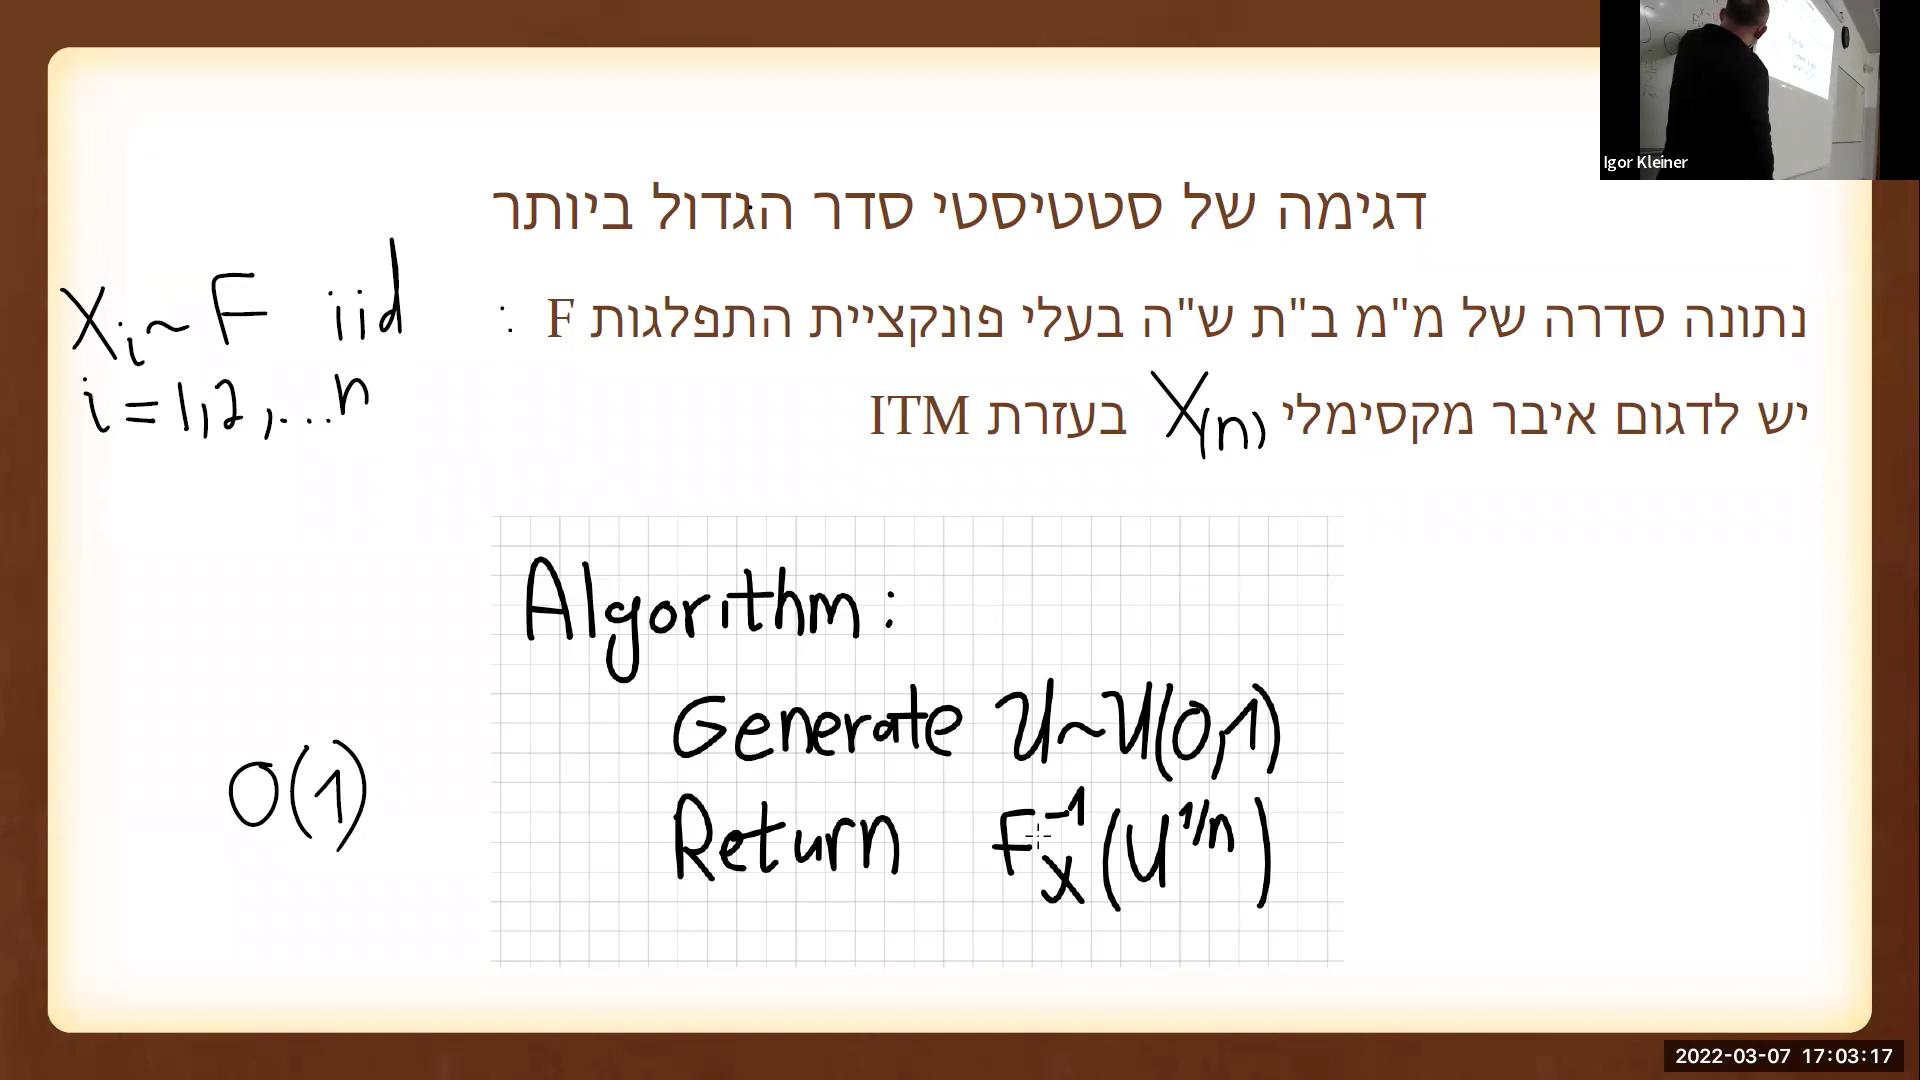 Igor Kleiner
דגימה של סטטיסטי סדר הגדול ביותר
נתונה סדרה של מ"מ ב"ת ש"ה בעלי פונקציית התפלגות F
X_i ~ F iid
i = 1, 2, ... n
יש לדגום איבר מקסימלי X_(n) בעזרת ITM
Algorithm:
Generate U~U(0,1)
Return F_X^-1 (U^1/n)
O(1)
2022-03-07 17:03:17